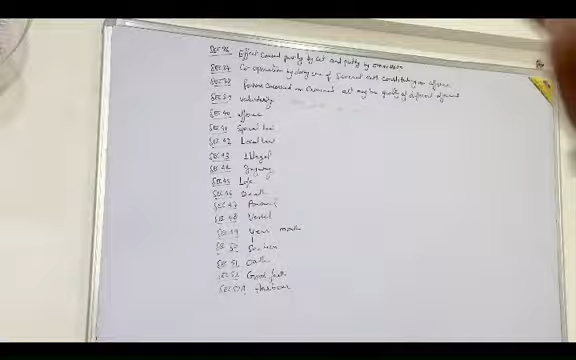 SEC 36 Effect caused partly by act and partly by omission
SEC 37 Co-operation by doing one of several acts constituting an offence
SEC 38 Persons concerned in Criminal act may be guilty of different offences
SEC 39 voluntarily
SEC 40 offence
SEC 41 Special law
SEC 42 Local law
SEC 43 Illegal
SEC 44 Injury
SEC 45 Life
SEC 46 Death
SEC 47 Animal
SEC 48 Vessel
SEC 49 Year month
SEC 50 Section
SEC 51 Oath
SEC 52 Good faith
SEC 52A Harbour